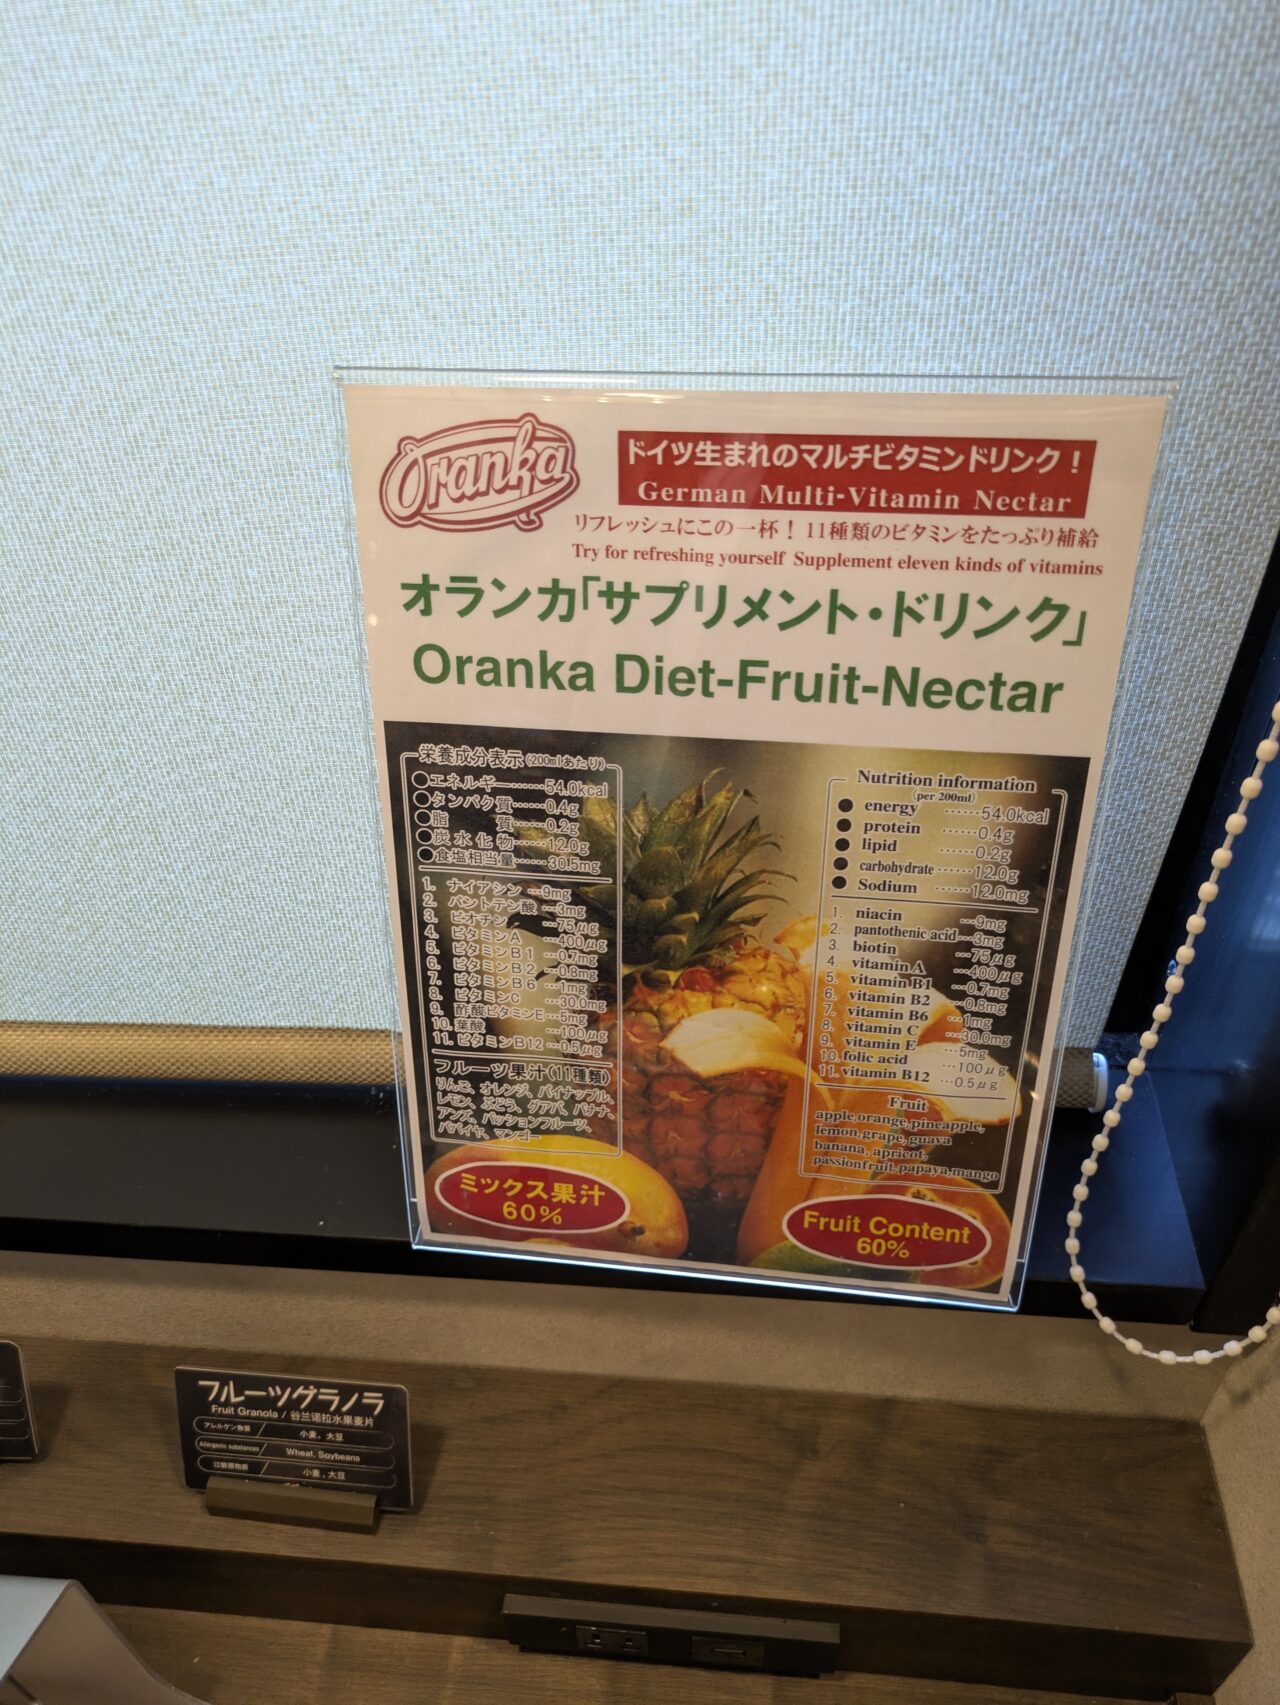 Oranka
ドイツ生まれのマルチビタミンドリンク！
German Multi-Vitamin Nectar
リフレッシュにこの一杯！ 11種類のビタミンをたっぷり補給
Try for refreshing yourself Supplement eleven kinds of vitamins
オランカ「サプリメント・ドリンク」
Oranka Diet-Fruit-Nectar
栄養成分表示(200mlあたり)
●エネルギー……54.0kcal
●タンパク質……0.4g
●脂質……0.2g
●炭水化物……12.0g
●食塩相当量……30.5mg
1. ナイアシン…9mg
2. パントテン酸…3mg
3. ビオチン…75μg
4. ビタミンA…400μg
5. ビタミンB1…0.7mg
6. ビタミンB2…0.8mg
7. ビタミンB6…1mg
8. ビタミンC…30.0mg
9. 酢酸ビタミンE…5mg
10. 葉酸…100μg
11. ビタミンB12…0.5μg
フルーツ果汁(11種類)
りんご、オレンジ、パイナップル、
レモン、ぶどう、グアバ、バナナ、
アンズ、パッションフルーツ、
パパイヤ、マンゴー
ミックス果汁
60%
Nutrition information
(per 200ml)
● energy ……54.0kcal
● protein ……0.4g
● lipid ……0.2g
● carbohydrate ……12.0g
● Sodium ……12.0mg
1. niacin …9mg
2. pantothenic acid…3mg
3. biotin …75μg
4. vitamin A …400μg
5. vitamin B1 …0.7mg
6. vitamin B2 …0.8mg
7. vitamin B6 …1mg
8. vitamin C …30.0mg
9. vitamin E …5mg
10. folic acid …100μg
11. vitamin B12 …0.5μg
Fruit
apple,orange,pineapple,
lemon,grape, guava
banana, apricot,
passionfruit, papaya,mango
Fruit Content
60%
フルーツグラノラ
Fruit Granola / 谷兰诺拉水果麦片
アレルゲン物質 / 小麦、大豆
Allergenic substances / Wheat, Soybeans
过敏原物质 / 小麦，大豆